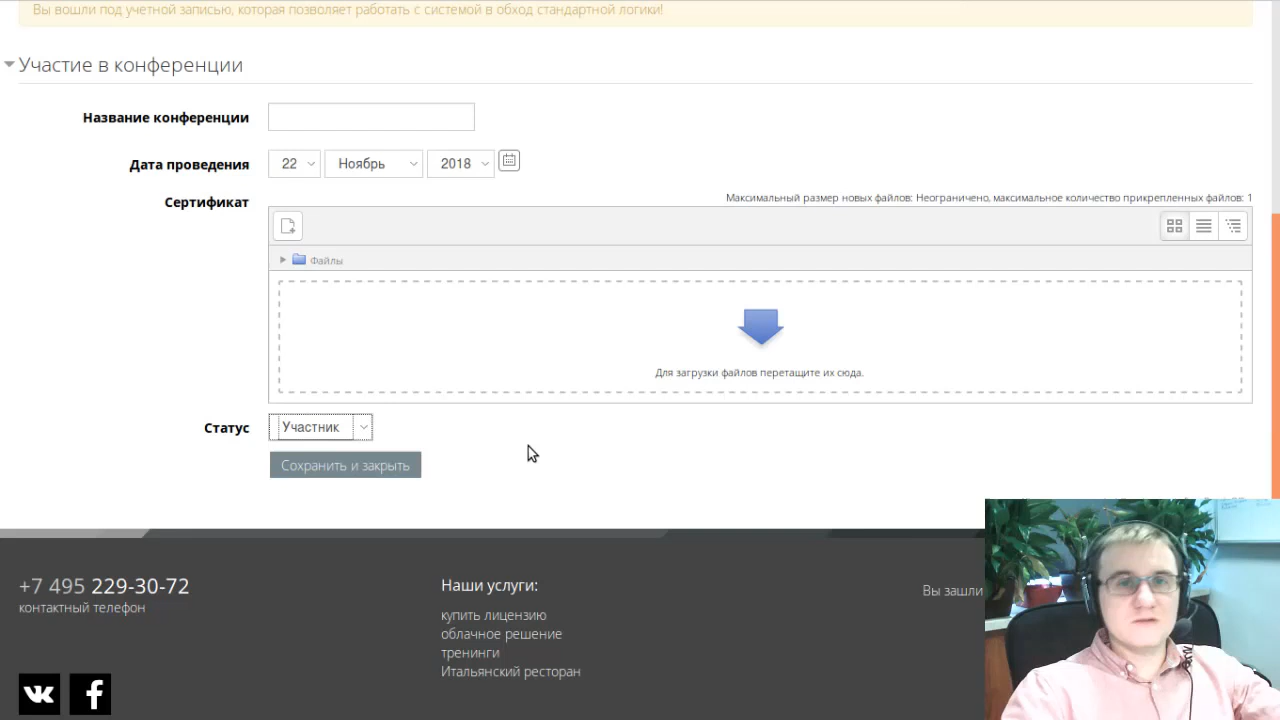 Вы вошли под учетной записью, которая позволяет работать с системой в обход стандартной логики!
Участие в конференции
Название конференции
Дата проведения
22
Ноябрь
2018
Сертификат
Максимальный размер новых файлов: Неограничено, максимальное количество прикрепленных файлов: 1
Файлы
Для загрузки файлов перетащите их сюда.
Статус
Участник
Сохранить и закрыть
+7 495 229-30-72
контактный телефон
Наши услуги:
купить лицензию
облачное решение
тренинги
Итальянский ресторан
Вы зашли